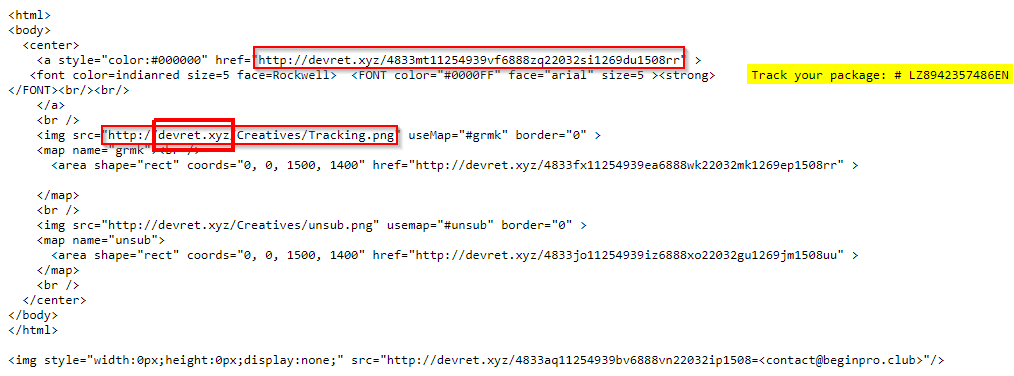 <html>
<body>
<center>
<a style="color:#000000" href="http://devret.xyz/4833mt11254939vf6888zq22032si1269du1508rr" >
<font color=indianred size=5 face=Rockwell> <FONT color="#0000FF" face="arial" size=5 ><strong> Track your package: # LZ8942357486EN
</FONT><br/><br/>
</a>
<br />
<img src="http://devret.xyz/Creatives/Tracking.png" useMap="#grmk" border="0" >
<map name="grmk"><br />
<area shape="rect" coords="0, 0, 1500, 1400" href="http://devret.xyz/4833fx11254939ea6888wk22032mk1269ep1508rr" >
</map>
<br />
<img src="http://devret.xyz/Creatives/unsub.png" usemap="#unsub" border="0" >
<map name="unsub">
<area shape="rect" coords="0, 0, 1500, 1400" href="http://devret.xyz/4833jo11254939iz6888xo22032gu1269jm1508uu" >
</map>
<br />
</center>
</body>
</html>
<img style="width:0px;height:0px;display:none;" src="http://devret.xyz/4833aq11254939bv6888vn22032ip1508=<contact@beginpro.club>"/>